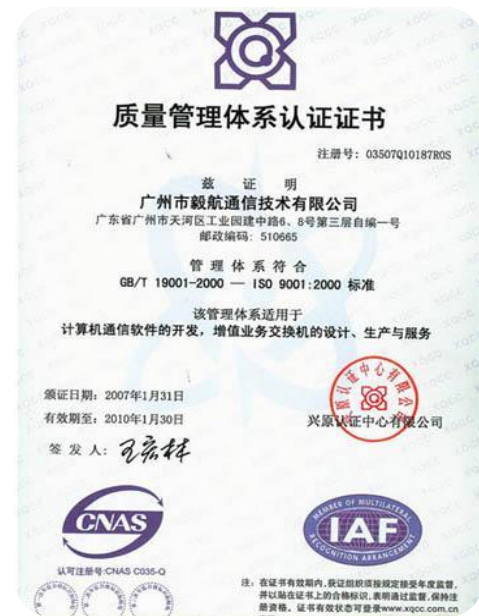 质量管理体系认证证书
注册号：03507Q10187R0S
兹 证 明
广州市毅航通信技术有限公司
广东省广州市天河区工业园建中路6、8号第三层自编一号
邮政编码：510665
管 理 体 系 符 合
GB/T 19001-2000 — ISO 9001:2000 标准
该管理体系适用于
计算机通信软件的开发，增值业务交换机的设计、生产与服务
颁证日期：2007年1月31日
有效期至：2010年1月30日
兴原认证中心有限公司
签 发 人：
CNAS
MEMBER OF MULTILATERAL
IAF
RECOGNITION ARRANGEMENT
认可注册号:CNAS C035-Q
注：在证书有效期内，获证组织须按规定接受年度监督，
并以贴在证书上的合格标识，表明通过监督，保持注
册资格。证书有效状态可登录www.xqcc.com.cn